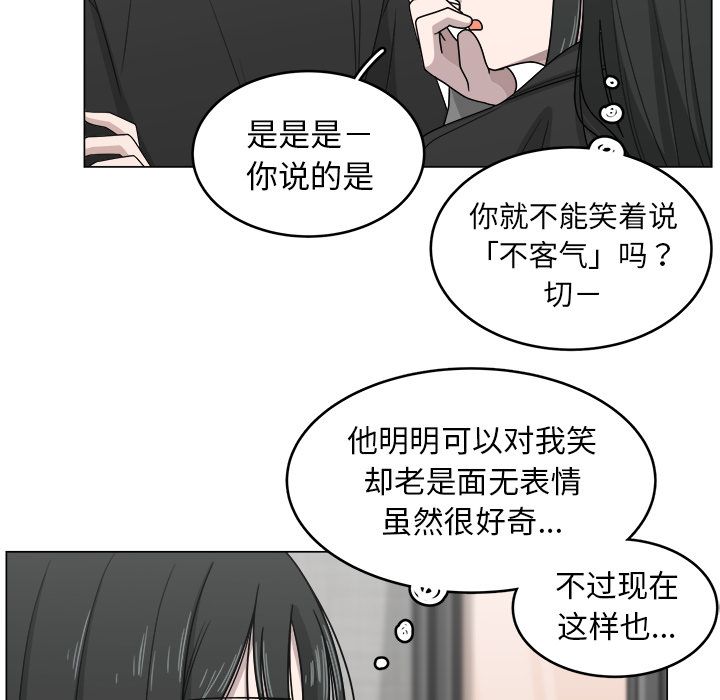 是是是－
你说的是
你就不能笑着说
「不客气」吗？
切－
他明明可以对我笑
却老是面无表情
虽然很好奇...
不过现在
这样也...